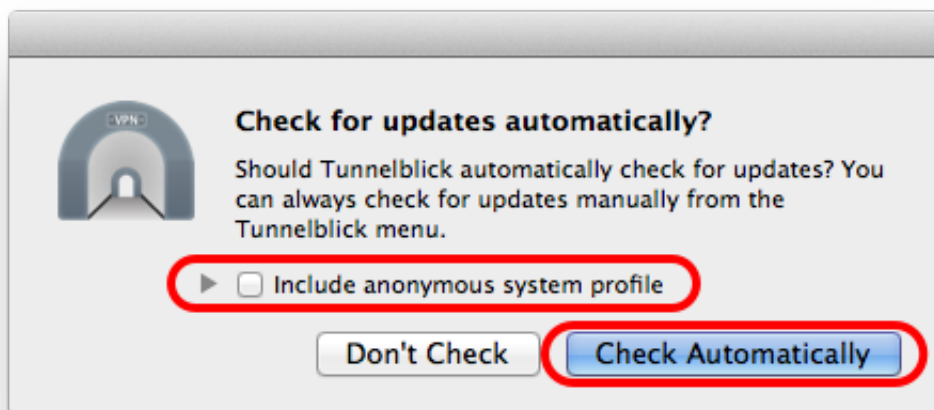 VPN
Check for updates automatically?
Should Tunnelblick automatically check for updates? You
can always check for updates manually from the
Tunnelblick menu.
Include anonymous system profile
Don't Check
Check Automatically